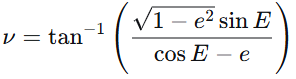 ν = tan⁻¹ ( √(1 − e²) sin E / (cos E − e) )